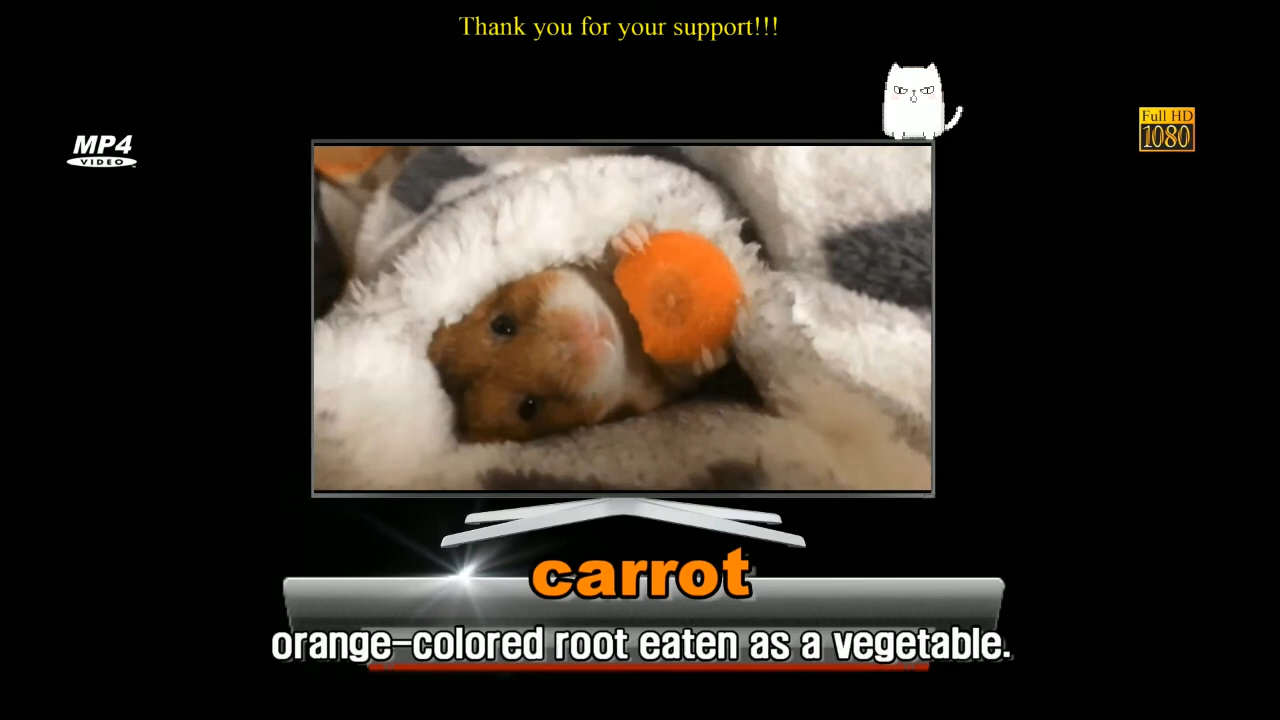 Thank you for your support!!!
MP4
VIDEO
Full HD
1080
carrot
orange-colored root eaten as a vegetable.